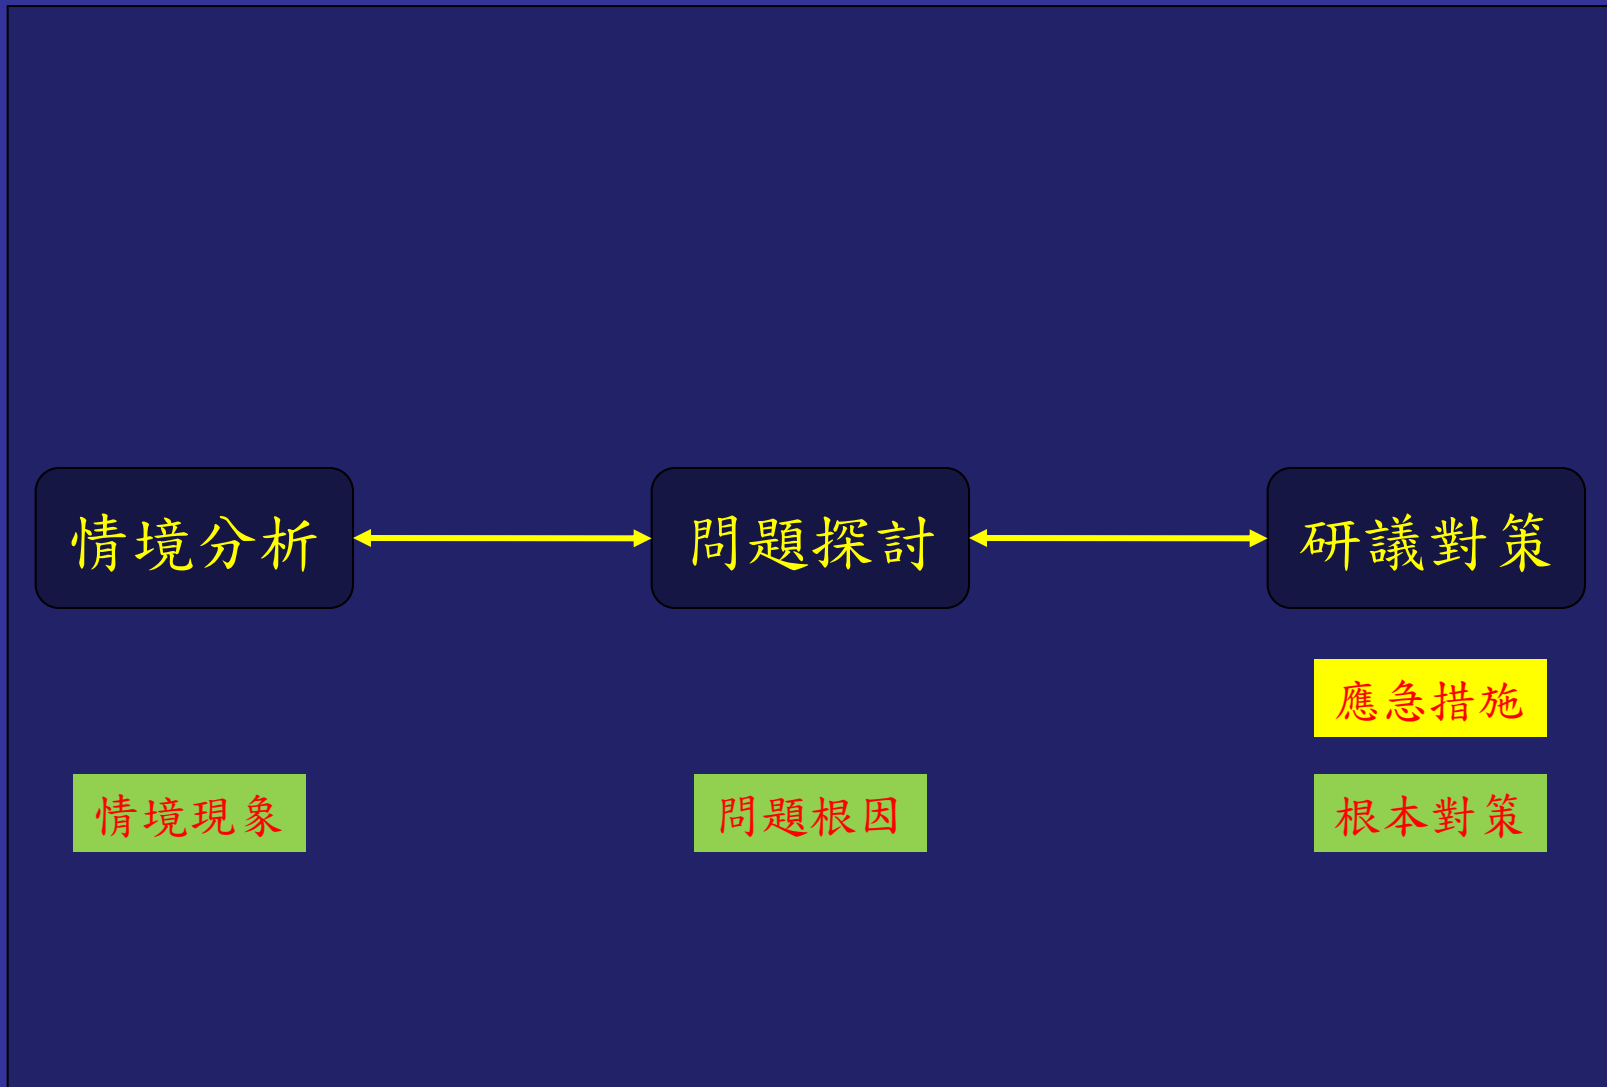 情境分析
問題探討
研議對策
應急措施
情境現象
問題根因
根本對策